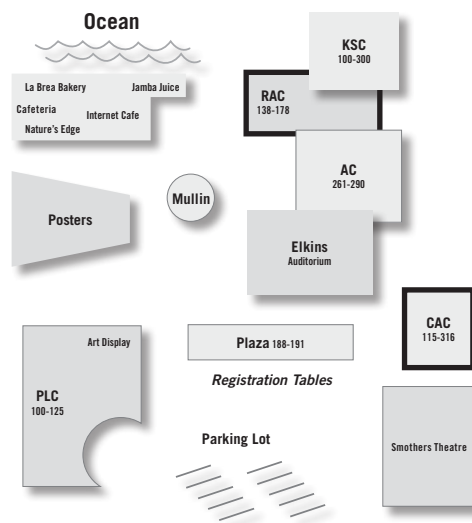 Ocean
KSC
100-300
La Brea Bakery
Jamba Juice
Cafeteria
Internet Cafe
Nature's Edge
RAC
138-178
AC
261-290
Mullin
Posters
Elkins
Auditorium
CAC
115-316
Plaza 188-191
Art Display
Registration Tables
PLC
100-125
Parking Lot
Smothers Theatre